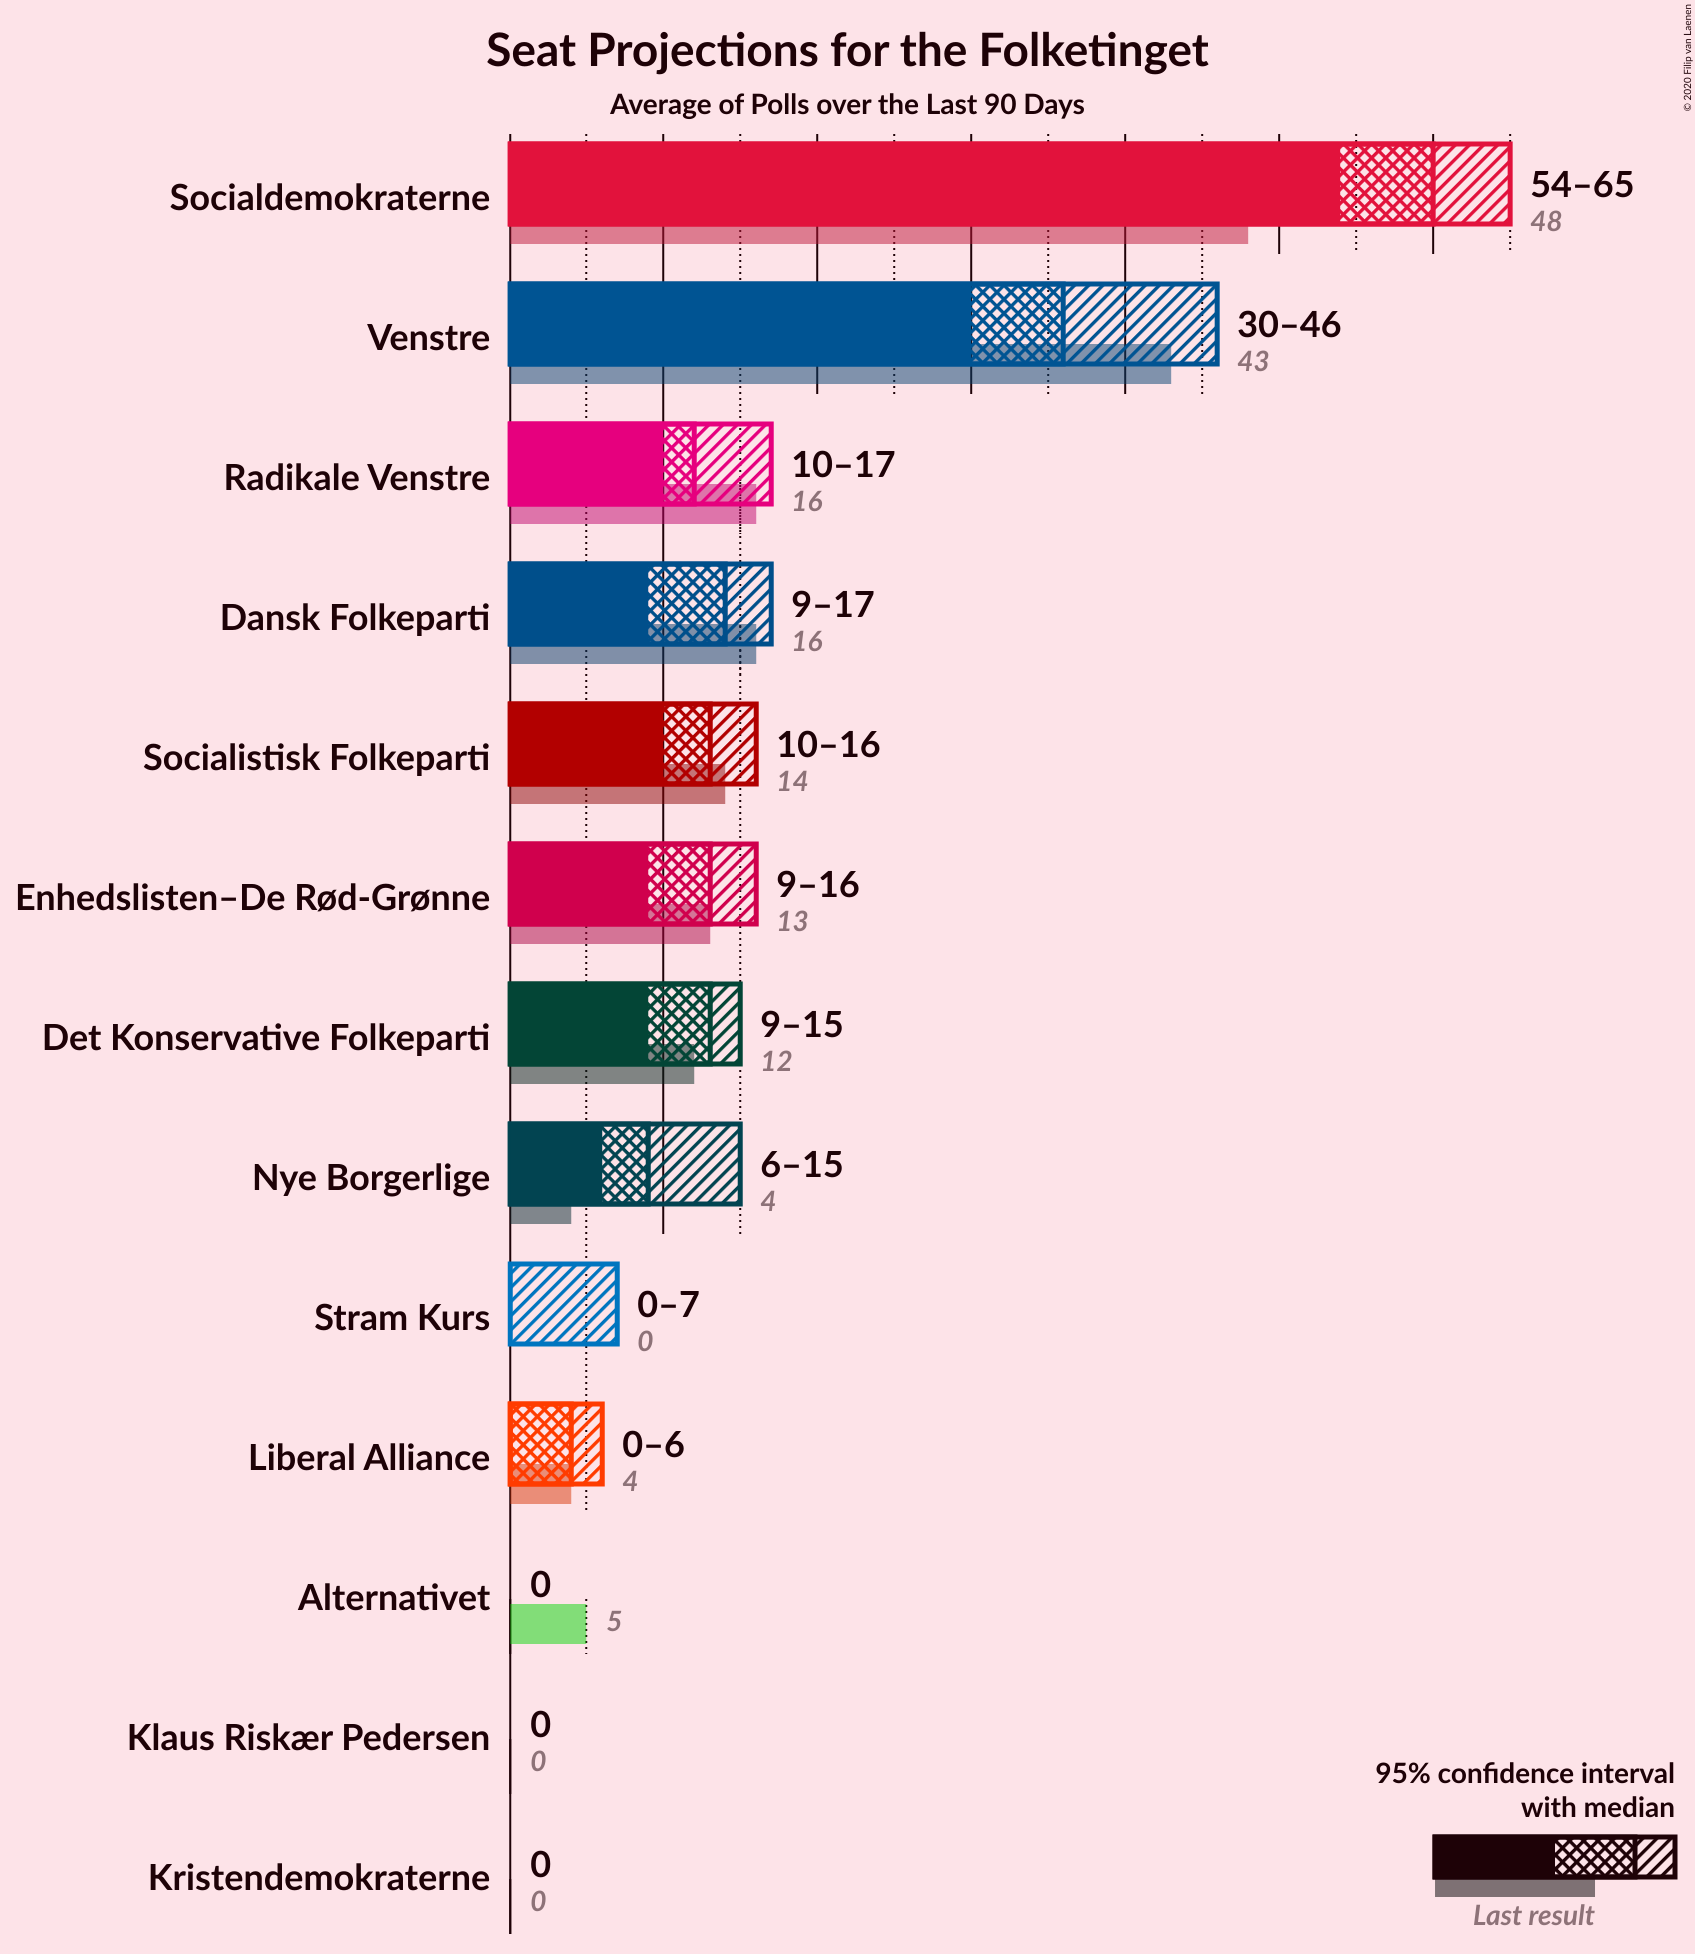 Seat Projections for the Folketinget
Average of Polls over the Last 90 Days
© 2020 Filip van Laenen
Socialdemokraterne
54–65
48
Venstre
30–46
43
Radikale Venstre
10–17
16
Dansk Folkeparti
9–17
16
Socialistisk Folkeparti
10–16
14
Enhedslisten–De Rød-Grønne
9–16
13
Det Konservative Folkeparti
9–15
12
Nye Borgerlige
6–15
4
Stram Kurs
0–7
0
Liberal Alliance
0–6
4
Alternativet
0
5
Klaus Riskær Pedersen
0
0
Kristendemokraterne
0
0
95% confidence interval
with median
Last result